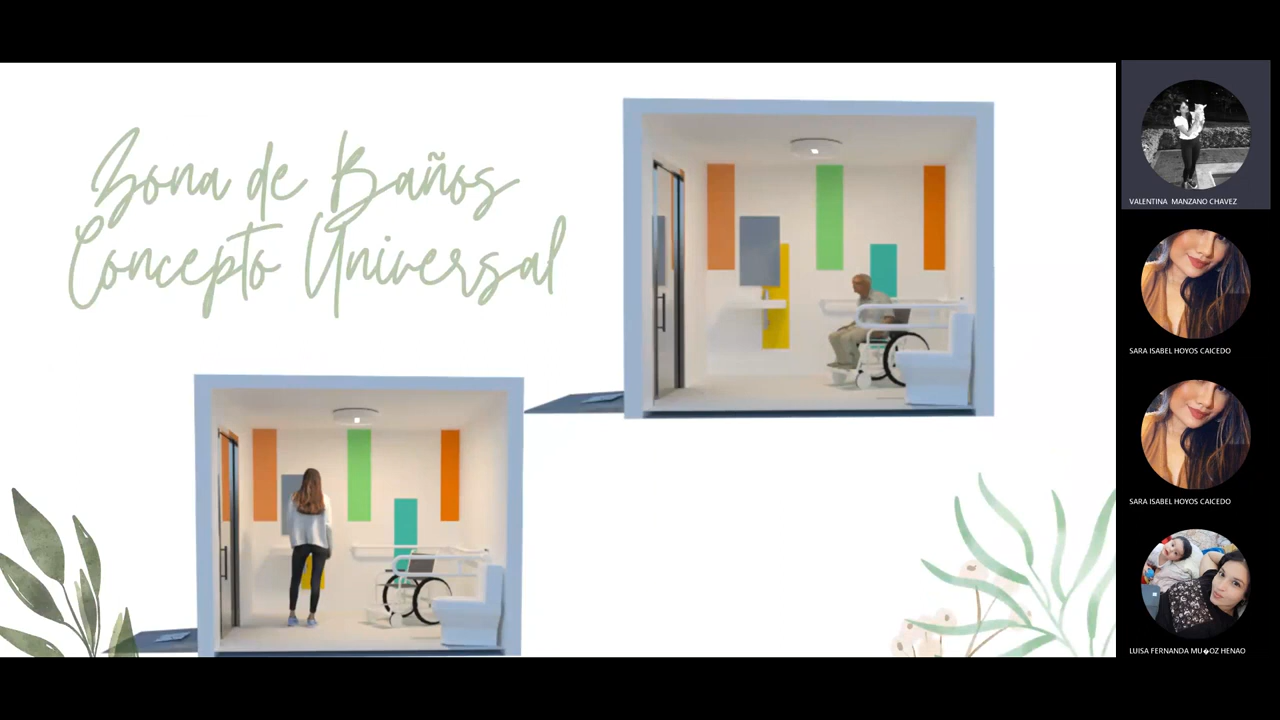 Zona de Baños
Concepto Universal
VALENTINA MANZANO CHAVEZ
SARA ISABEL HOYOS CAICEDO
SARA ISABEL HOYOS CAICEDO
LUISA FERNANDA MU�OZ HENAO